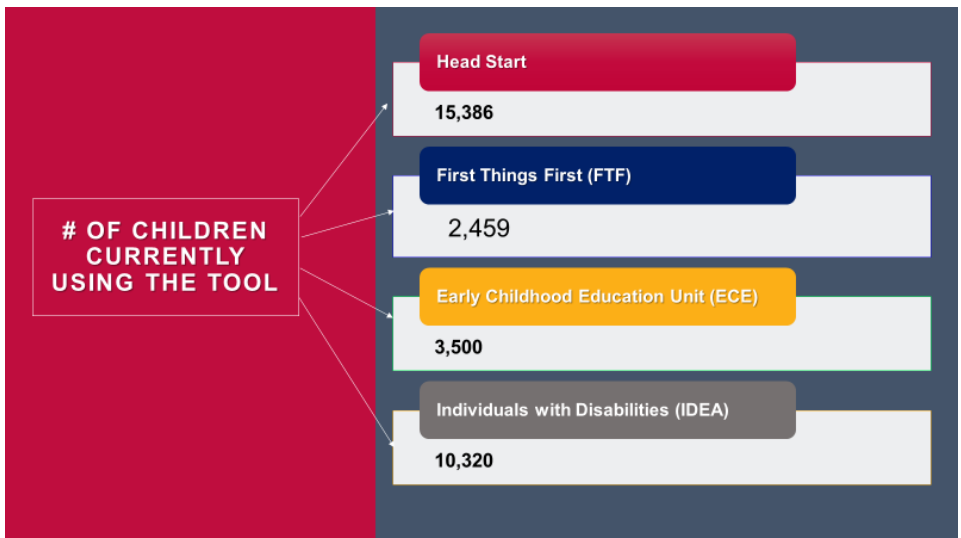 # OF CHILDREN
CURRENTLY
USING THE TOOL
Head Start
15,386
First Things First (FTF)
2,459
Early Childhood Education Unit (ECE)
3,500
Individuals with Disabilities (IDEA)
10,320